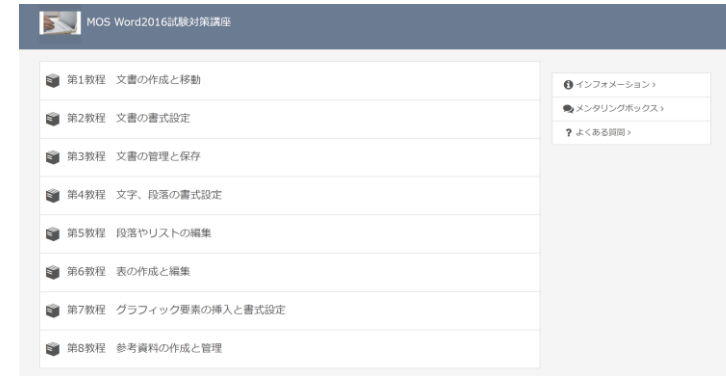 MOS Word2016試験対策講座
第1教程 文書の作成と移動
第2教程 文書の書式設定
第3教程 文書の管理と保存
第4教程 文字、段落の書式設定
第5教程 段落やリストの編集
第6教程 表の作成と編集
第7教程 グラフィック要素の挿入と書式設定
第8教程 参考資料の作成と管理
インフォメーション ›
メンタリングボックス ›
? よくある質問 ›